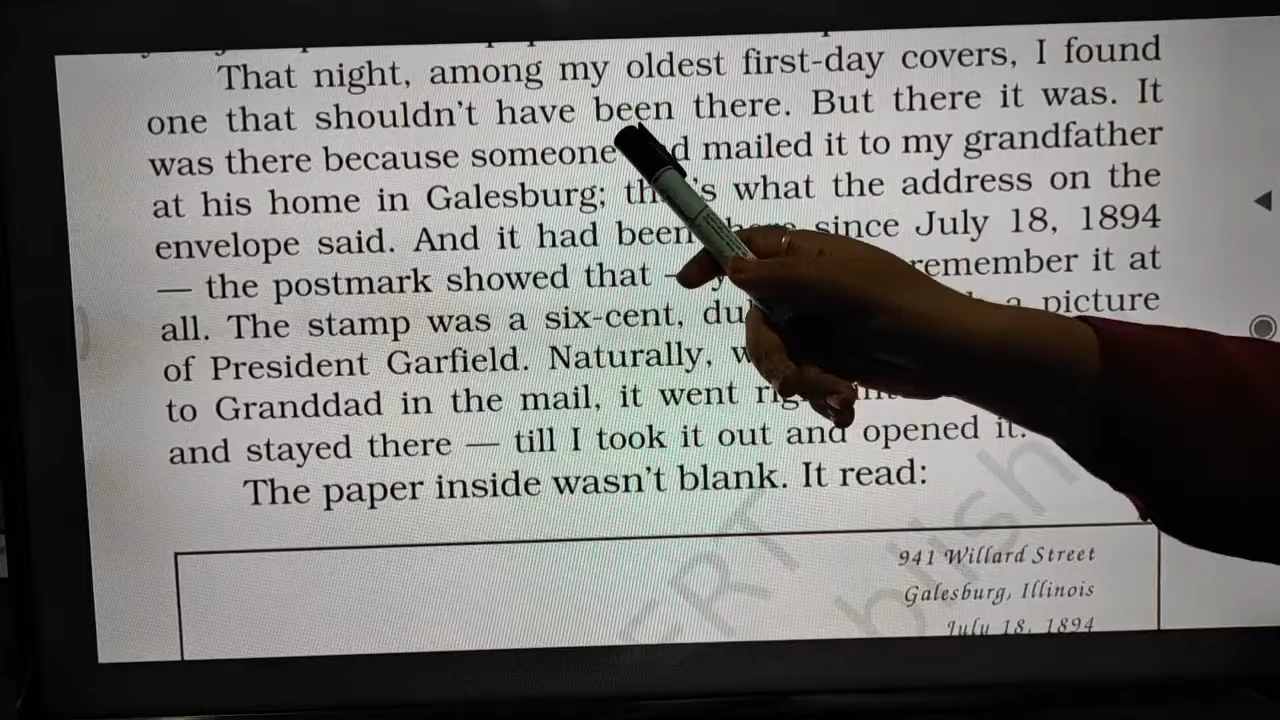 That night, among my oldest first-day covers, I found
one that shouldn't have been there. But there it was. It
was there because someone mailed it to my grandfather
at his home in Galesburg; what the address on the
envelope said. And it had been since July 18, 1894
— the postmark showed that — remember it at
all. The stamp was a six-cent, picture
of President Garfield. Naturally,
to Granddad in the mail, it went
and stayed there — till I took it out and opened it.
The paper inside wasn't blank. It read:
941 Willard Street
Galesburg, Illinois
July 18, 1894